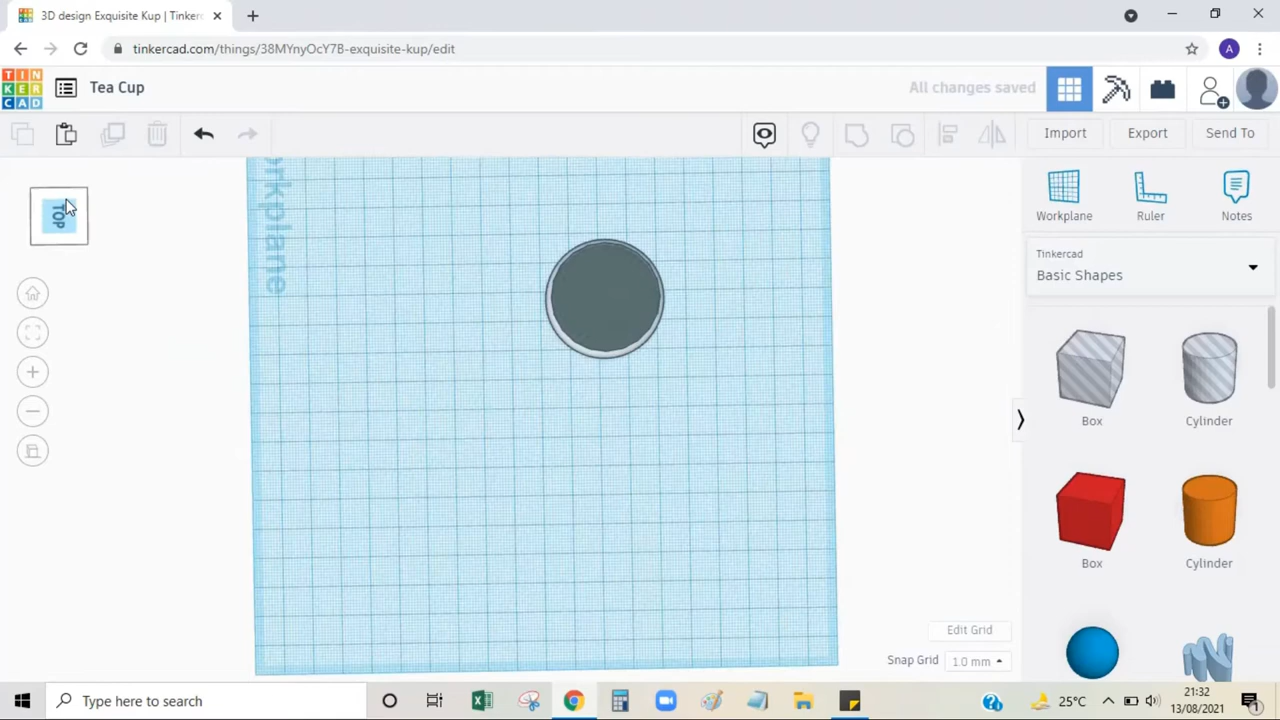 3D design Exquisite Kup | Tinkerc
tinkercad.com/things/38MYnyOcY7B-exquisite-kup/edit
A
TIN
KER
CAD
Tea Cup
All changes saved
Import
Export
Send To
TOP
rkplane
Workplane
Ruler
Notes
Tinkercad
Basic Shapes
Box
Cylinder
Box
Cylinder
Edit Grid
Snap Grid
1.0 mm
Type here to search
25°C
21:32
13/08/2021
1